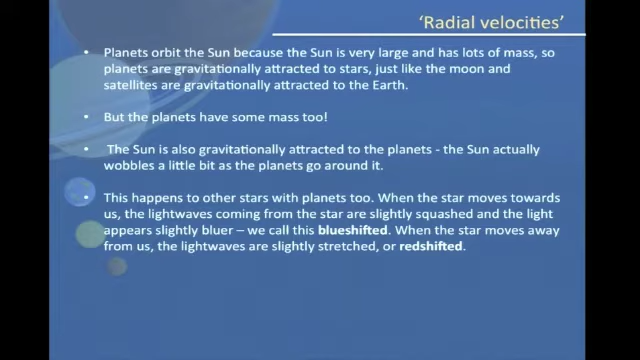 ‘Radial velocities’
• Planets orbit the Sun because the Sun is very large and has lots of mass, so
planets are gravitationally attracted to stars, just like the moon and
satellites are gravitationally attracted to the Earth.
• But the planets have some mass too!
• The Sun is also gravitationally attracted to the planets - the Sun actually
wobbles a little bit as the planets go around it.
• This happens to other stars with planets too. When the star moves towards
us, the lightwaves coming from the star are slightly squashed and the light
appears slightly bluer – we call this blueshifted. When the star moves away
from us, the lightwaves are slightly stretched, or redshifted.